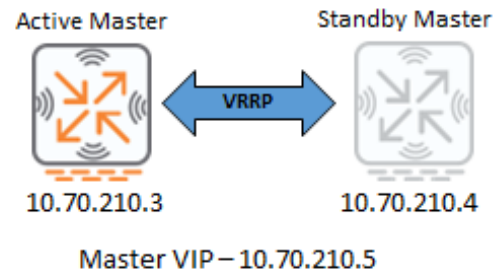 Active Master
Standby Master
VRRP
10.70.210.3
10.70.210.4
Master VIP – 10.70.210.5